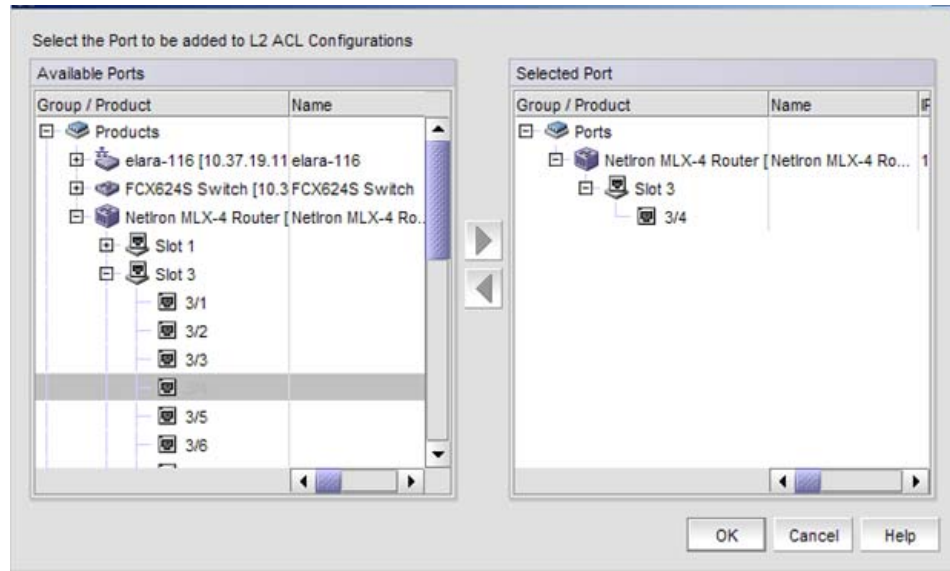 Select the Port to be added to L2 ACL Configurations
Available Ports
Group / Product Name
Products
elara-116 [10.37.19.11 elara-116
FCX624S Switch [10.3 FCX624S Switch
NetIron MLX-4 Router [ NetIron MLX-4 Ro..
Slot 1
Slot 3
3/1
3/2
3/3
3/5
3/6
Selected Port
Group / Product Name IP
Ports
NetIron MLX-4 Router [ NetIron MLX-4 Ro... 1
Slot 3
3/4
OK Cancel Help